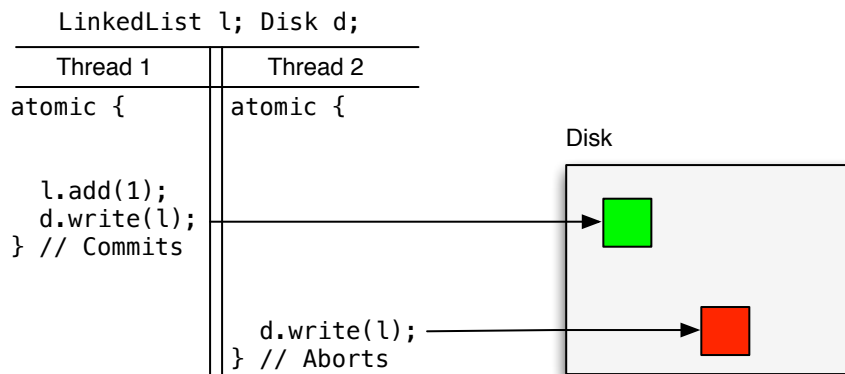 LinkedList l; Disk d;
Thread 1 Thread 2
atomic { atomic {
Disk
l.add(1);
d.write(l);
} // Commits
d.write(l);
} // Aborts